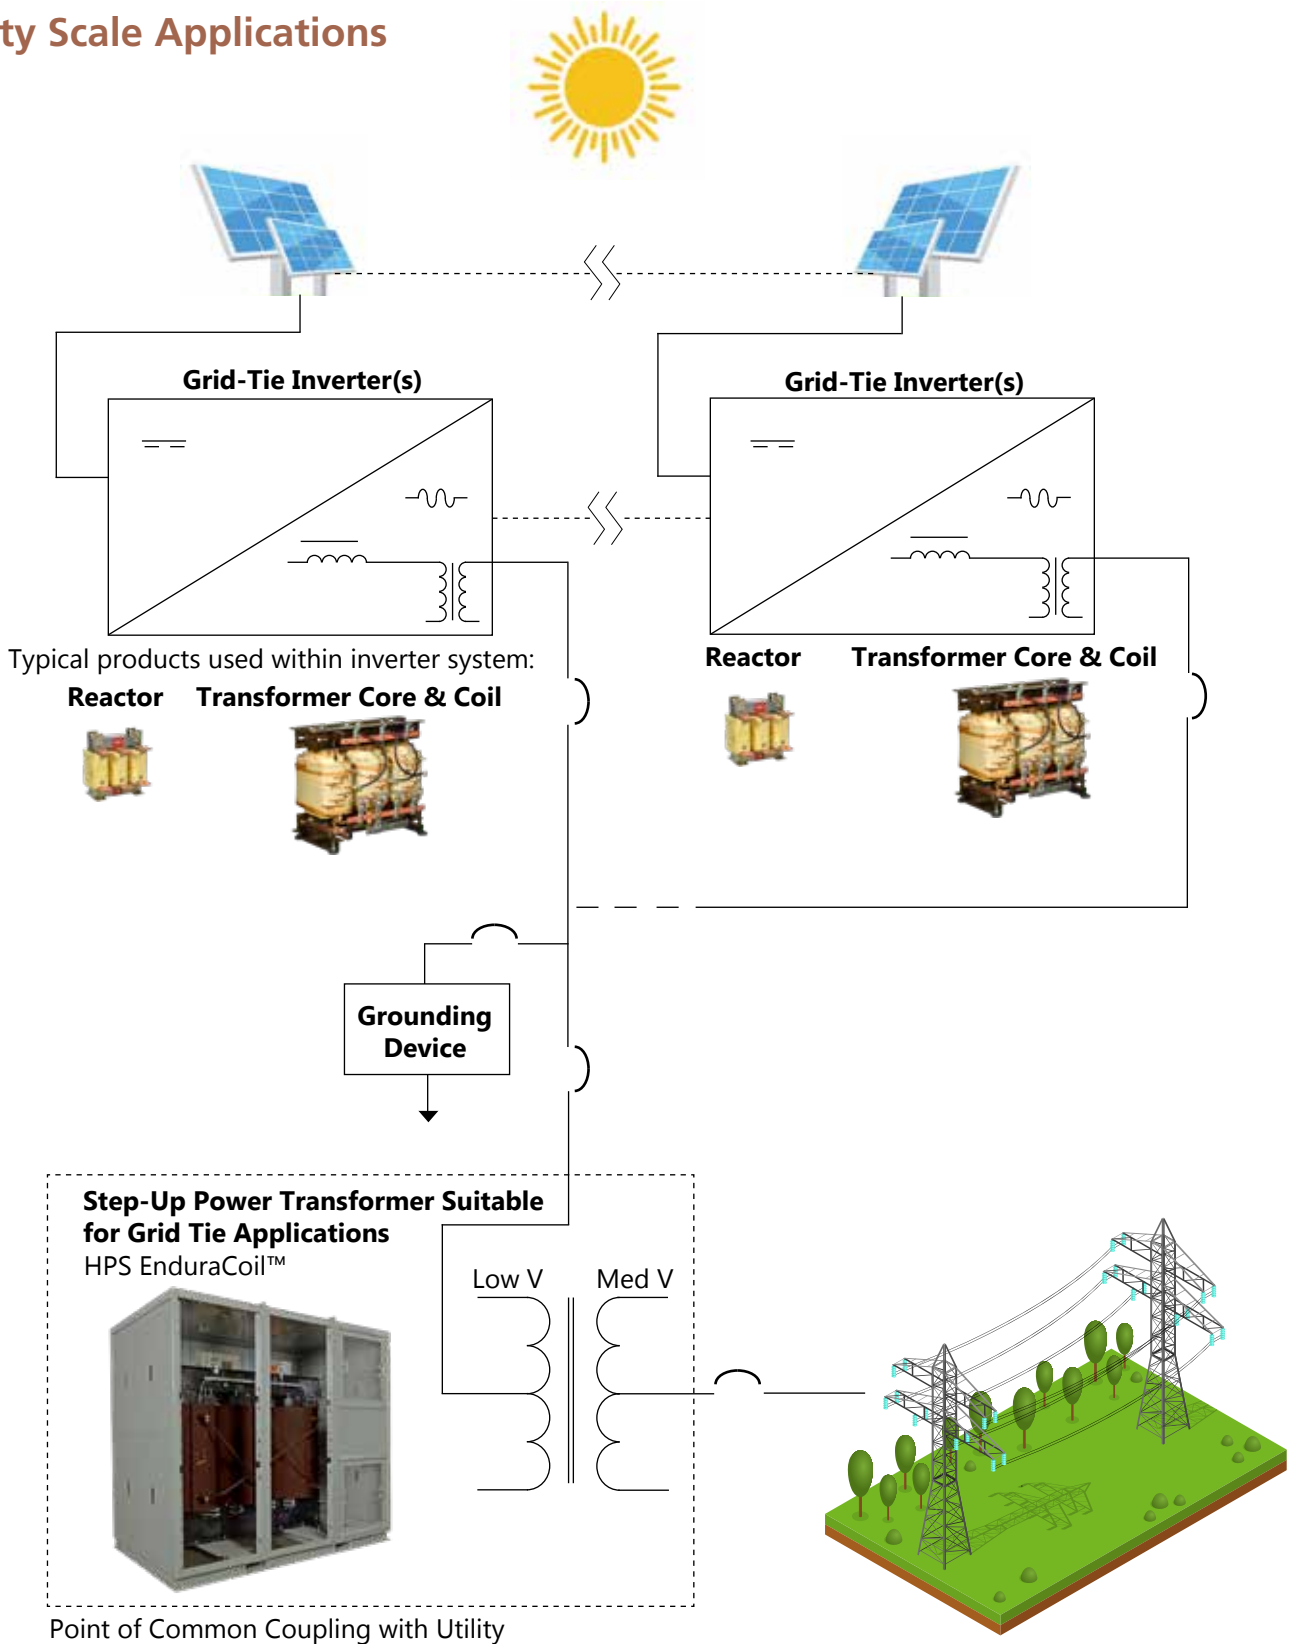 ty Scale Applications
Grid-Tie Inverter(s)
Grid-Tie Inverter(s)
Typical products used within inverter system:
Reactor
Transformer Core & Coil
Reactor
Transformer Core & Coil
Grounding
Device
Step-Up Power Transformer Suitable
for Grid Tie Applications
HPS EnduraCoil™
Low V
Med V
Point of Common Coupling with Utility